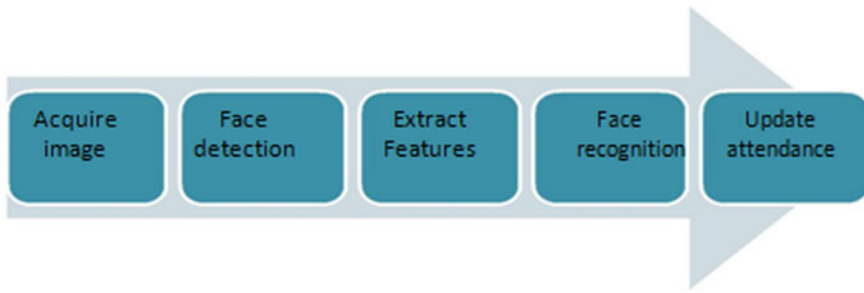 Acquire
image
Face
detection
Extract
Features
Face
recognition
Update
attendance